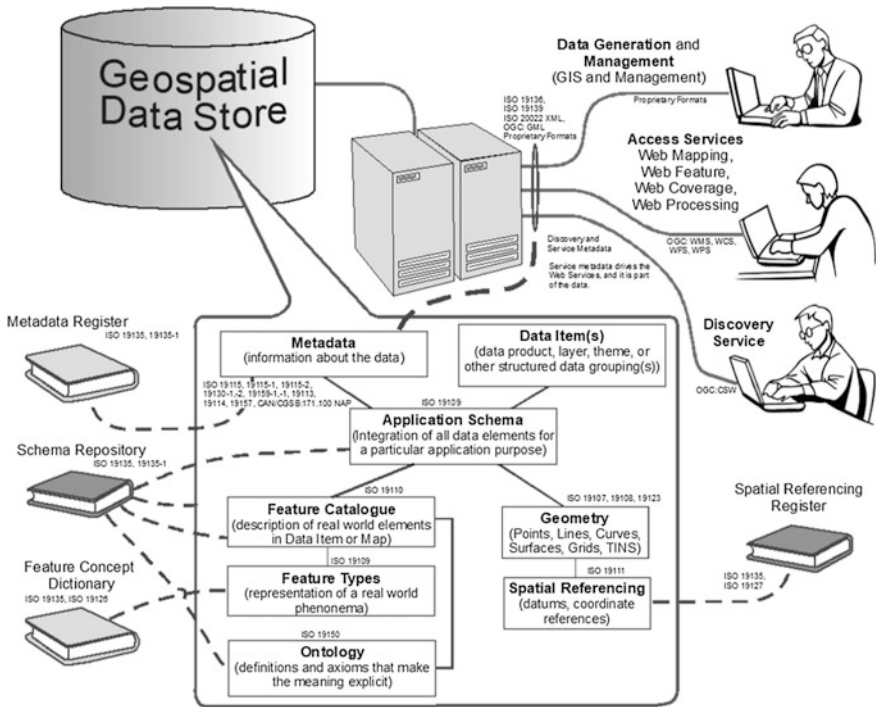 Geospatial
Data Store
Data Generation and
Management
(GIS and Management)
Proprietary Formats
ISO 19136,
ISO 19139
ISO 20022 XML,
OGC: GML
Proprietary Formats
Access Services
Web Mapping,
Web Feature,
Web Coverage,
Web Processing
OGC: WMS, WCS,
WFS, WPS
Discovery and
Service Metadata
Service metadata drives the
Web Services, and it is part
of the data.
Discovery
Service
OGC:CSW
Metadata Register
ISO 19135, 19135-1
Metadata
(information about the data)
Data Item(s)
(data product, layer, theme, or
other structured data grouping(s))
ISO 19115, 19115-1, 19115-2,
19130-1,-2, 19159-1,-1, 19113,
19114, 19157, CAN/CGSB:171.100 NAP
ISO 19109
Application Schema
(Integration of all data elements for
a particular application purpose)
Schema Repository
ISO 19135, 19135-1
ISO 19110
Feature Catalogue
(description of real world elements
in Data Item or Map)
ISO 19107, 19108, 19123
Geometry
(Points, Lines, Curves,
Surfaces, Grids, TINS)
Spatial Referencing
Register
ISO 19135,
ISO 19127
ISO 19109
Feature Types
(representation of a real world
phenonema)
ISO 19111
Spatial Referencing
(datums, coordinate
references)
Feature Concept
Dictionary
ISO 19135, ISO 19126
ISO 19150
Ontology
(definitions and axioms that make
the meaning explicit)